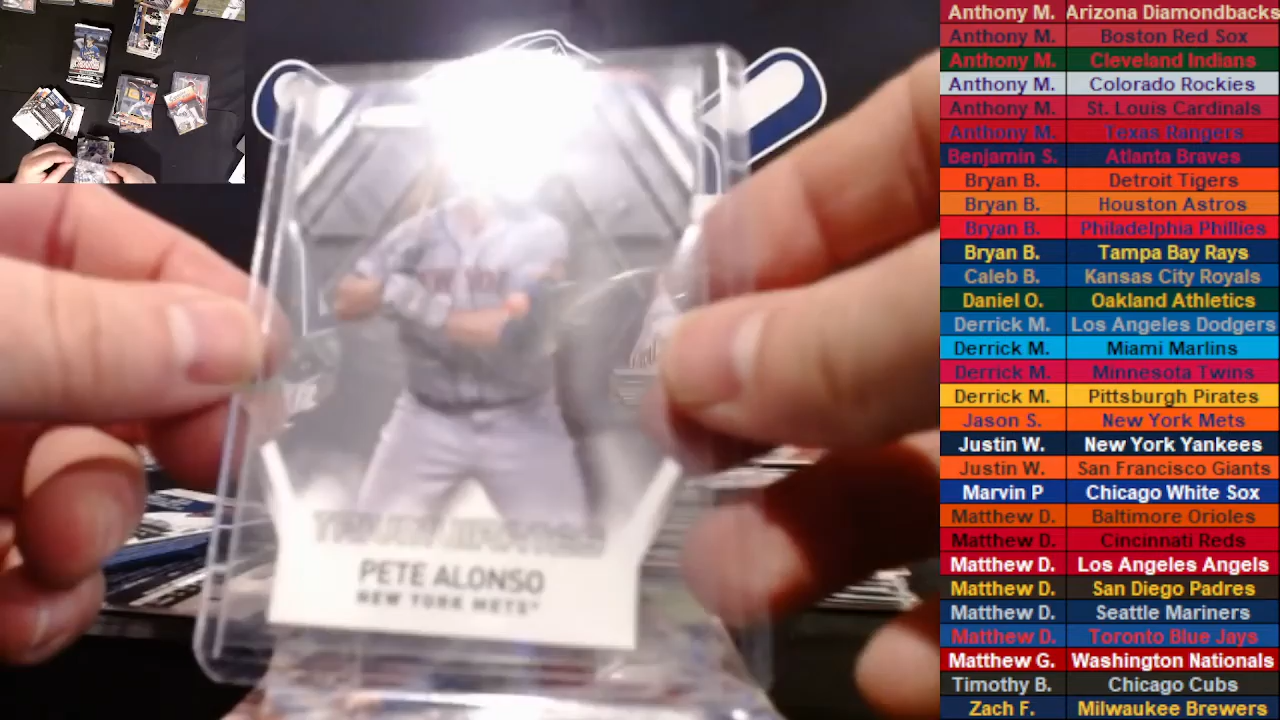 PETE ALONSO
NEW YORK METS
Anthony M. Arizona Diamondbacks
Anthony M. Boston Red Sox
Anthony M. Cleveland Indians
Anthony M. Colorado Rockies
Anthony M. St. Louis Cardinals
Anthony M. Texas Rangers
Benjamin S. Atlanta Braves
Bryan B. Detroit Tigers
Bryan B. Houston Astros
Bryan B. Philadelphia Phillies
Bryan B. Tampa Bay Rays
Caleb B. Kansas City Royals
Daniel O. Oakland Athletics
Derrick M. Los Angeles Dodgers
Derrick M. Miami Marlins
Derrick M. Minnesota Twins
Derrick M. Pittsburgh Pirates
Jason S. New York Mets
Justin W. New York Yankees
Justin W. San Francisco Giants
Marvin P Chicago White Sox
Matthew D. Baltimore Orioles
Matthew D. Cincinnati Reds
Matthew D. Los Angeles Angels
Matthew D. San Diego Padres
Matthew D. Seattle Mariners
Matthew D. Toronto Blue Jays
Matthew G. Washington Nationals
Timothy B. Chicago Cubs
Zach F. Milwaukee Brewers